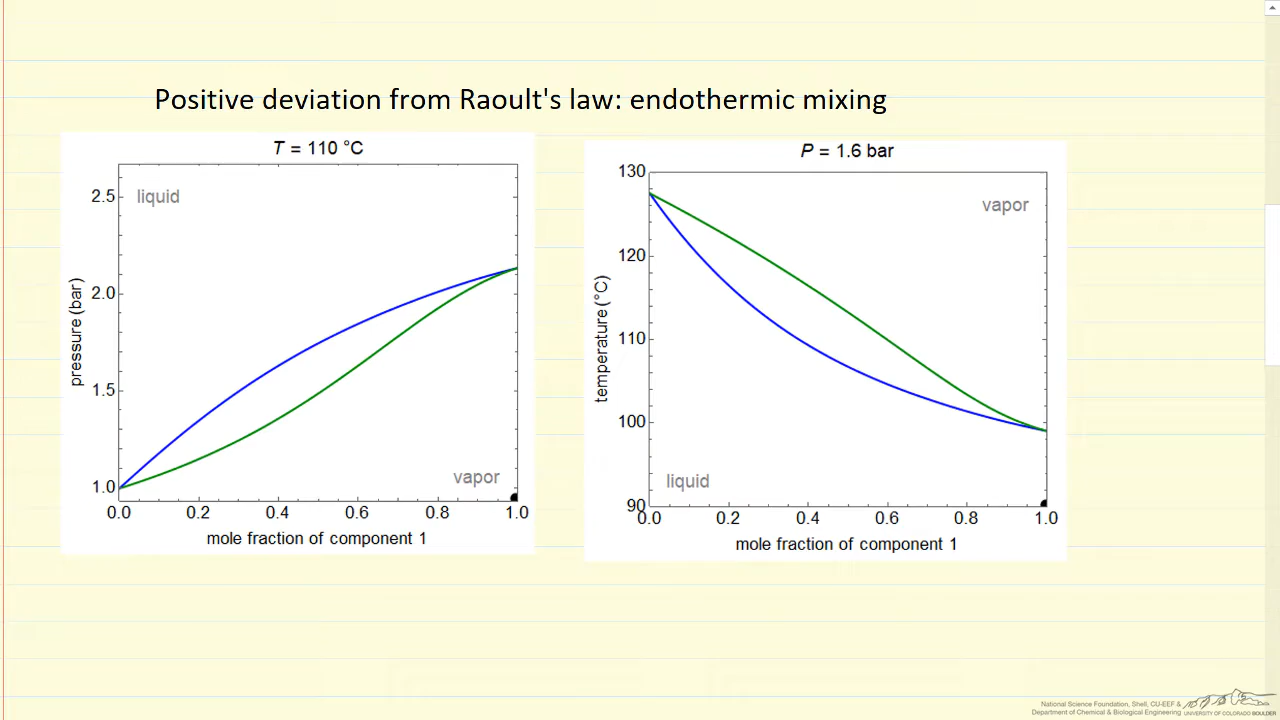 Positive deviation from Raoult's law: endothermic mixing
T = 110 °C
liquid
vapor
pressure (bar)
2.5
2.0
1.5
1.0
0.0 0.2 0.4 0.6 0.8 1.0
mole fraction of component 1
P = 1.6 bar
vapor
liquid
temperature (°C)
130
120
110
100
90
0.0 0.2 0.4 0.6 0.8 1.0
mole fraction of component 1
National Science Foundation, Shell, CU-EEF &
Department of Chemical & Biological Engineering UNIVERSITY OF COLORADO BOULDER